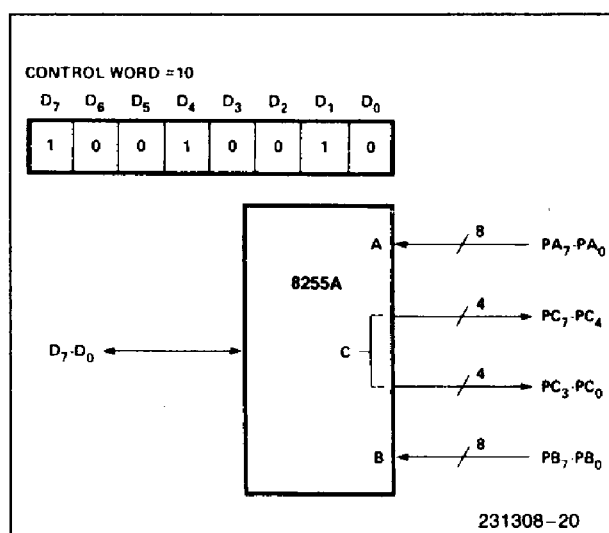 CONTROL WORD =10
D7 D6 D5 D4 D3 D2 D1 D0
1 0 0 1 0 0 1 0
8255A
A
8
PA7-PA0
4
PC7-PC4
D7-D0
C
4
PC3-PC0
B
8
PB7-PB0
231308-20